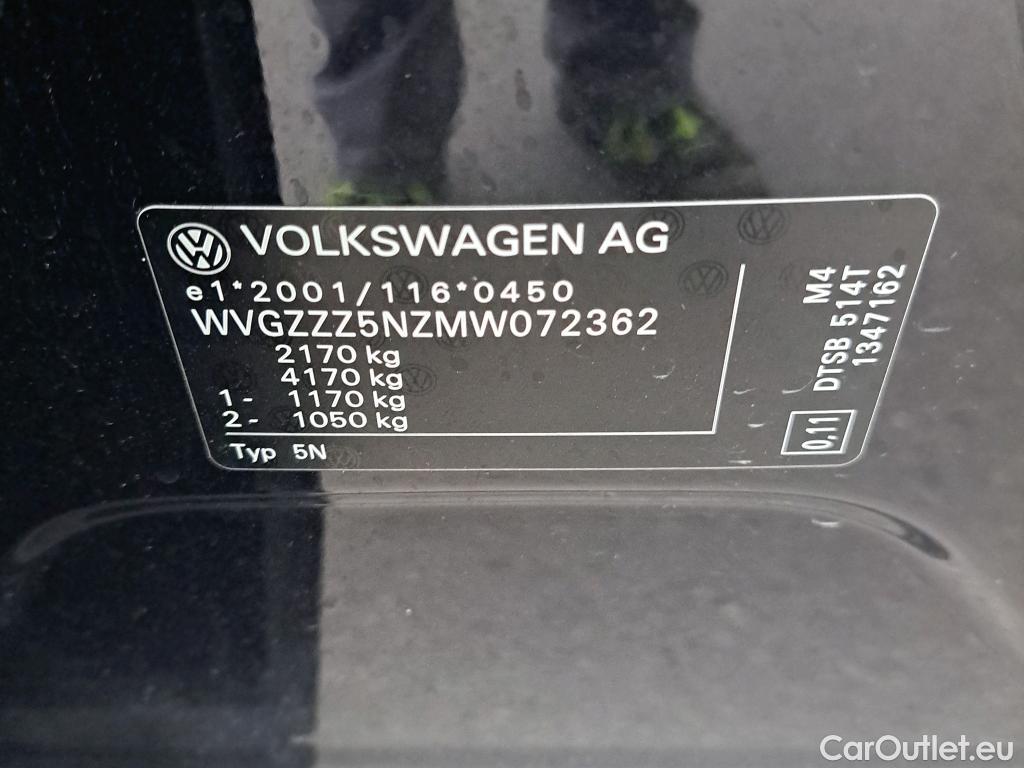 VOLKSWAGEN AG
e1*2001/116*0450
WVGZZZ5NZMW072362
2170 kg
4170 kg
1- 1170 kg
2- 1050 kg
Typ 5N
M4
DTSB 514T
1347162
0,11
CarOutlet.eu